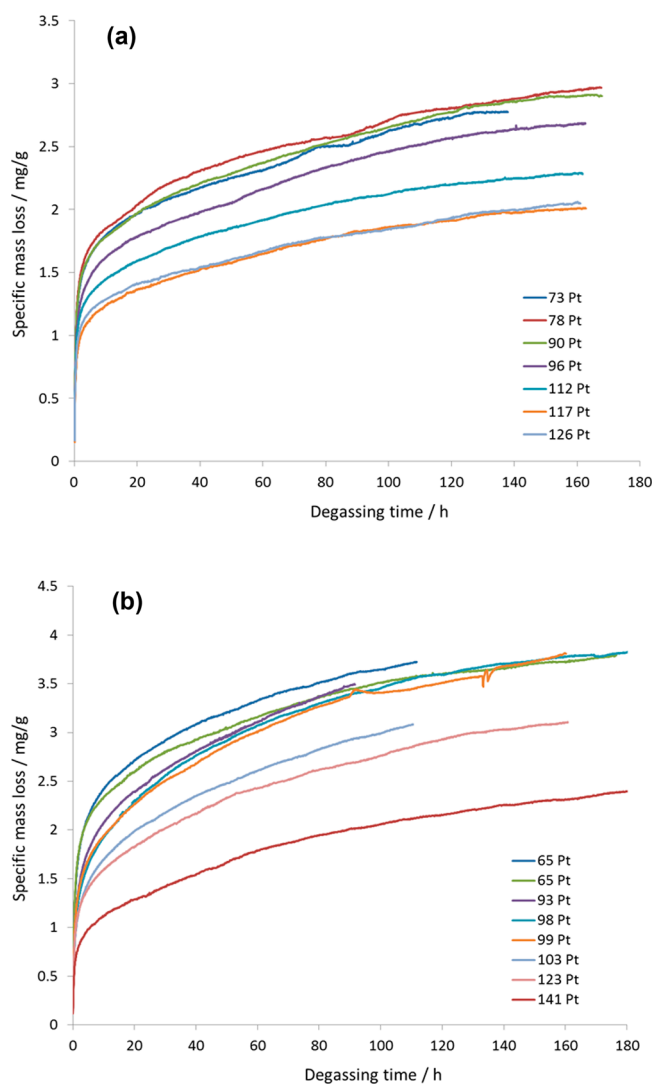 (a)
3.5
3
2.5
2
1.5
1
0.5
0
Specific mass loss / mg/g
73 Pt
78 Pt
90 Pt
96 Pt
112 Pt
117 Pt
126 Pt
0 20 40 60 80 100 120 140 160 180
Degassing time / h
(b)
4.5
4
3.5
3
2.5
2
1.5
1
0.5
0
Specific mass loss / mg/g
65 Pt
65 Pt
93 Pt
98 Pt
99 Pt
103 Pt
123 Pt
141 Pt
0 20 40 60 80 100 120 140 160 180
Degassing time / h